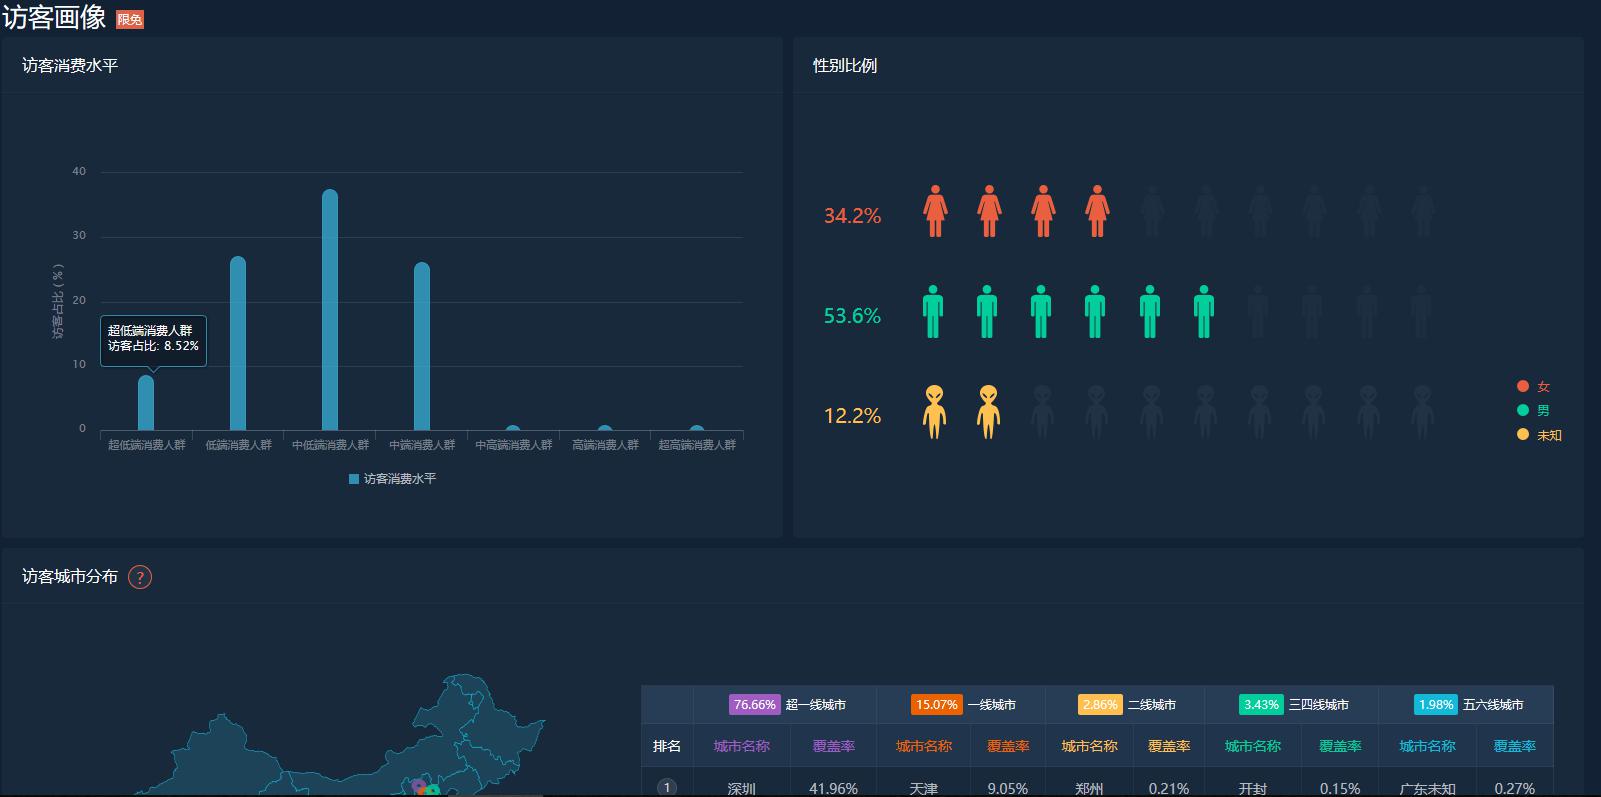 访客画像 限免
访客消费水平
40
30
20
10
0
访客占比(%)
超低端消费人群
访客占比: 8.52%
超低端消费人群 低端消费人群 中低端消费人群 中端消费人群 中高端消费人群 高端消费人群 超高端消费人群
访客消费水平
性别比例
34.2%
53.6%
12.2%
女
男
未知
访客城市分布 ?
76.66% 超一线城市 15.07% 一线城市 2.86% 二线城市 3.43% 三四线城市 1.98% 五六线城市
排名 城市名称 覆盖率 城市名称 覆盖率 城市名称 覆盖率 城市名称 覆盖率 城市名称 覆盖率
1 深圳 41.96% 天津 9.05% 郑州 0.21% 开封 0.15% 广东未知 0.27%